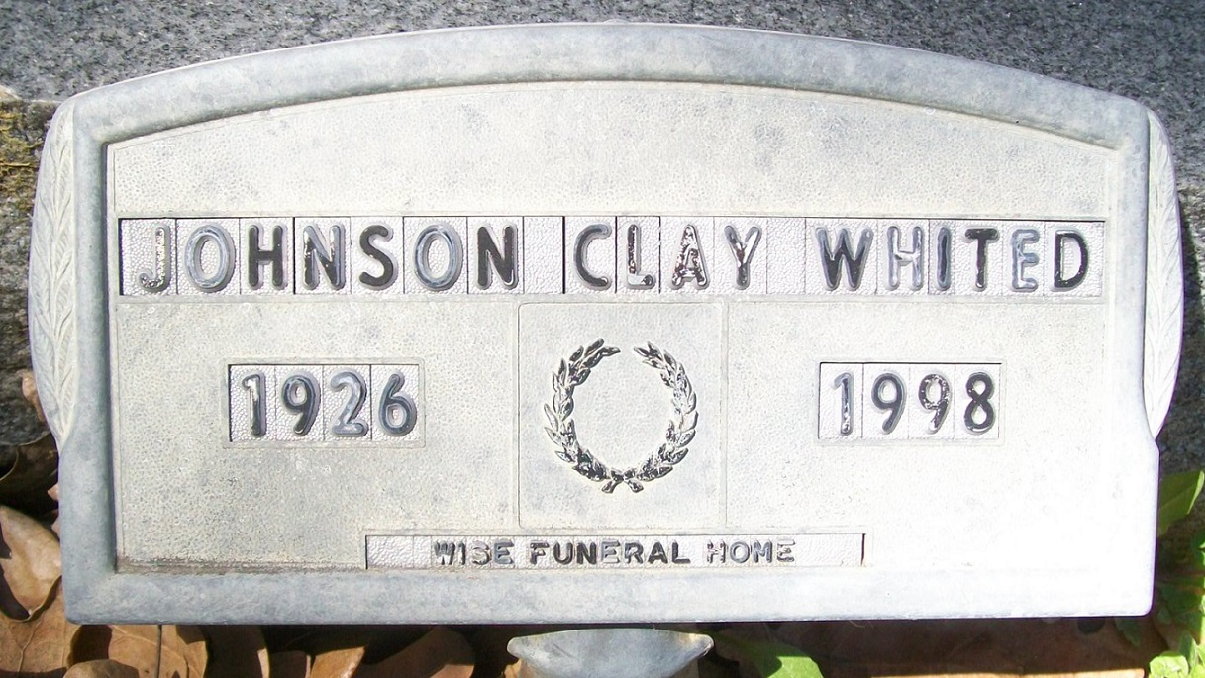 JOHNSON CLAY WHITED
1926 1998
WISE FUNERAL HOME